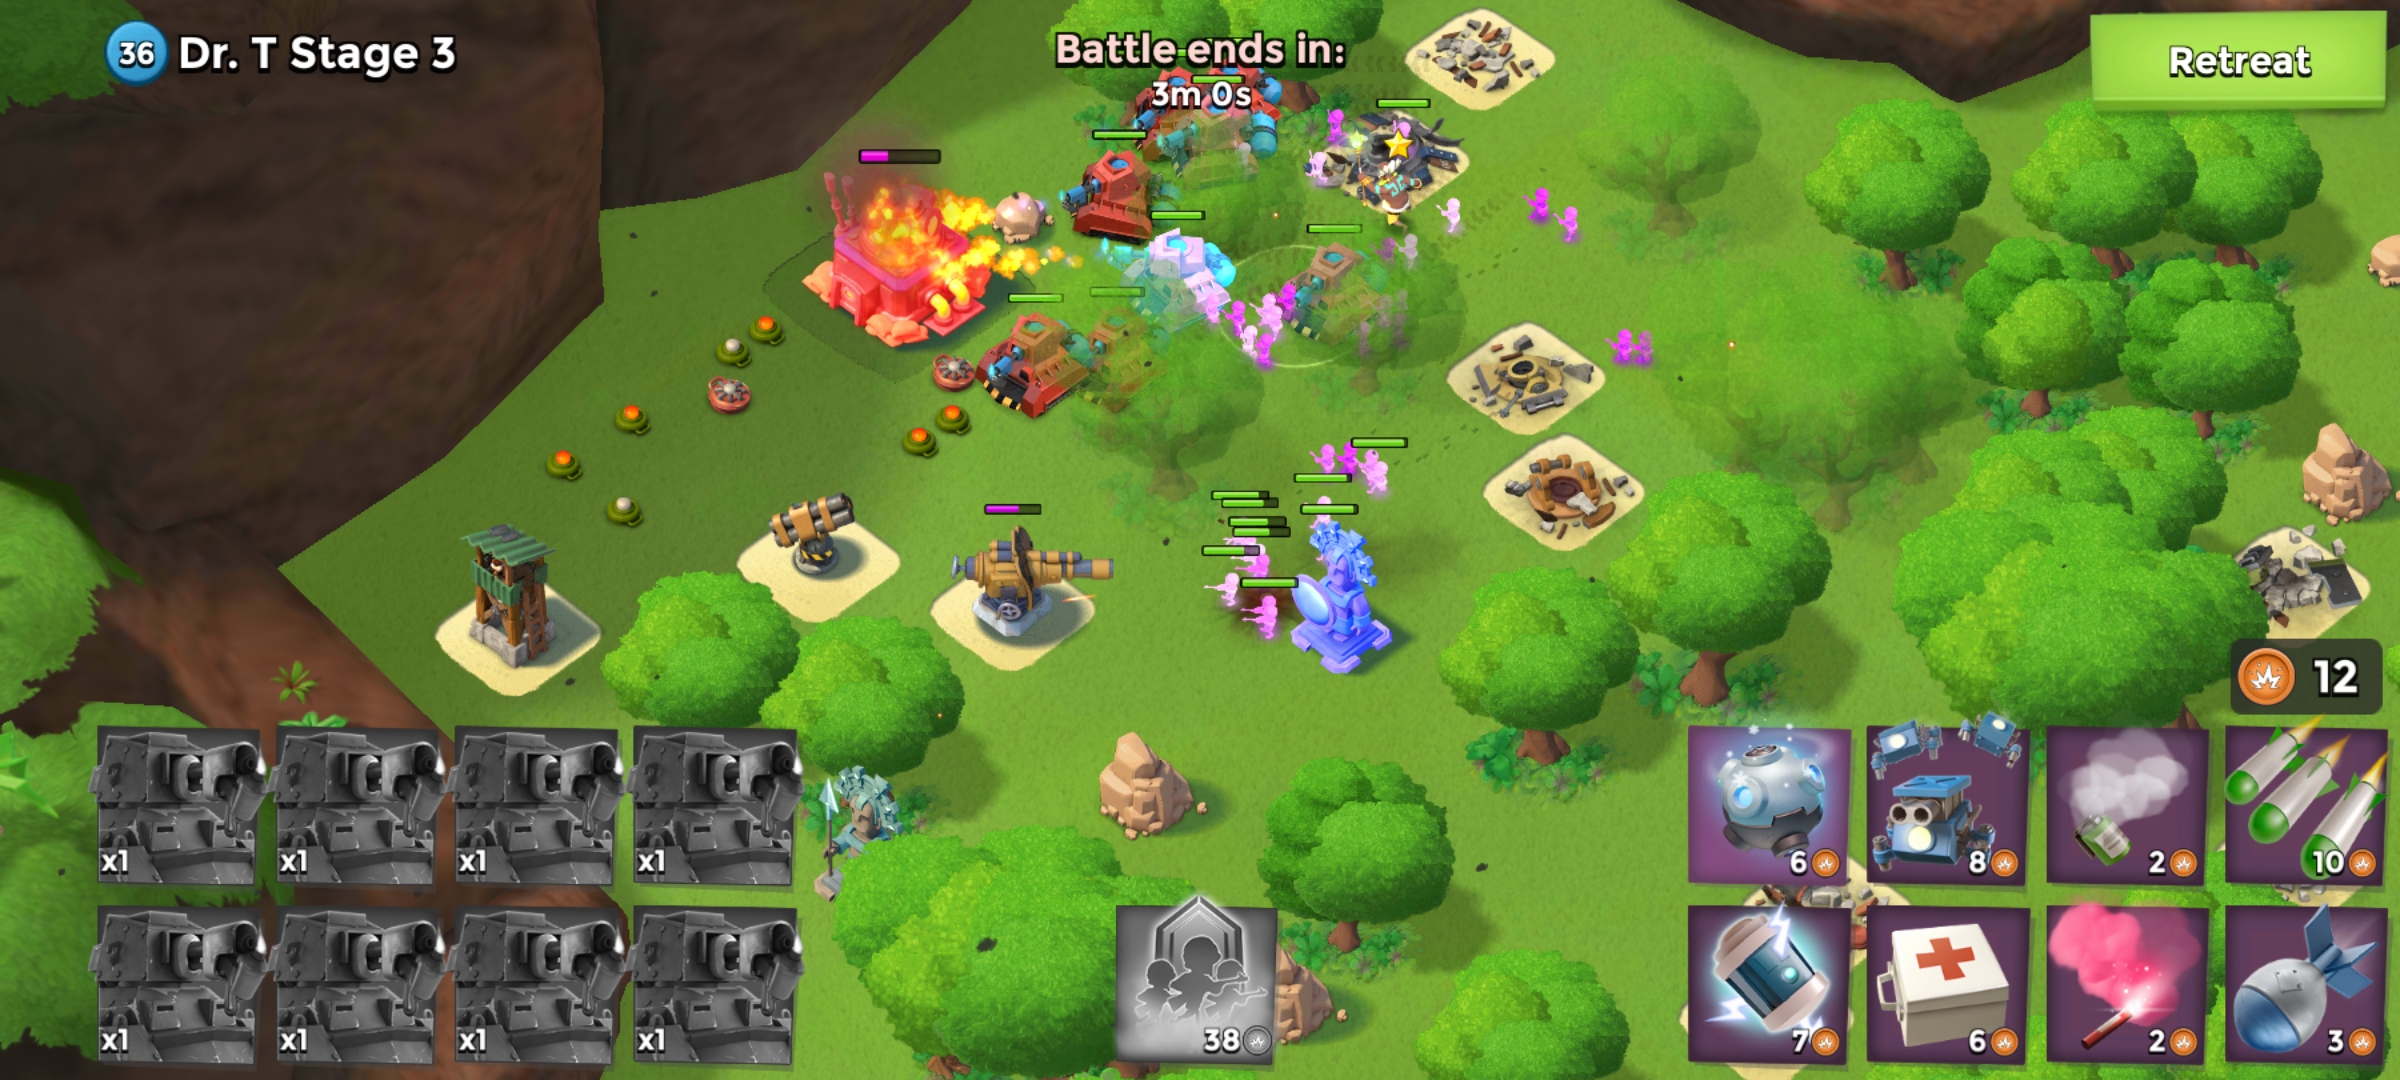 36 Dr. T Stage 3
Battle ends in:
3m 0s
Retreat
12
x1 x1 x1 x1
6 8 2 10
x1 x1 x1 x1
38
7 6 2 3